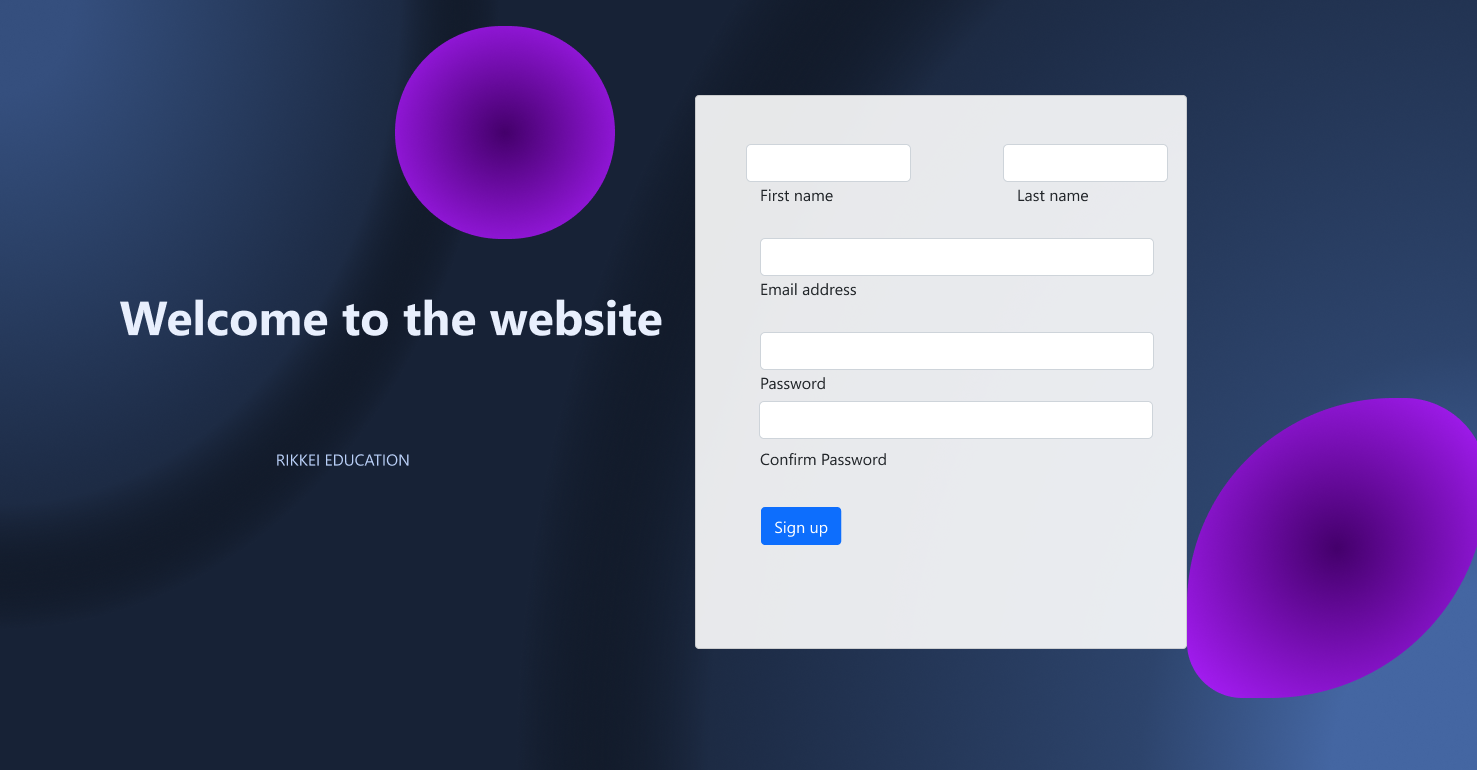 Welcome to the website
RIKKEI EDUCATION
First name
Last name
Email address
Password
Confirm Password
Sign up